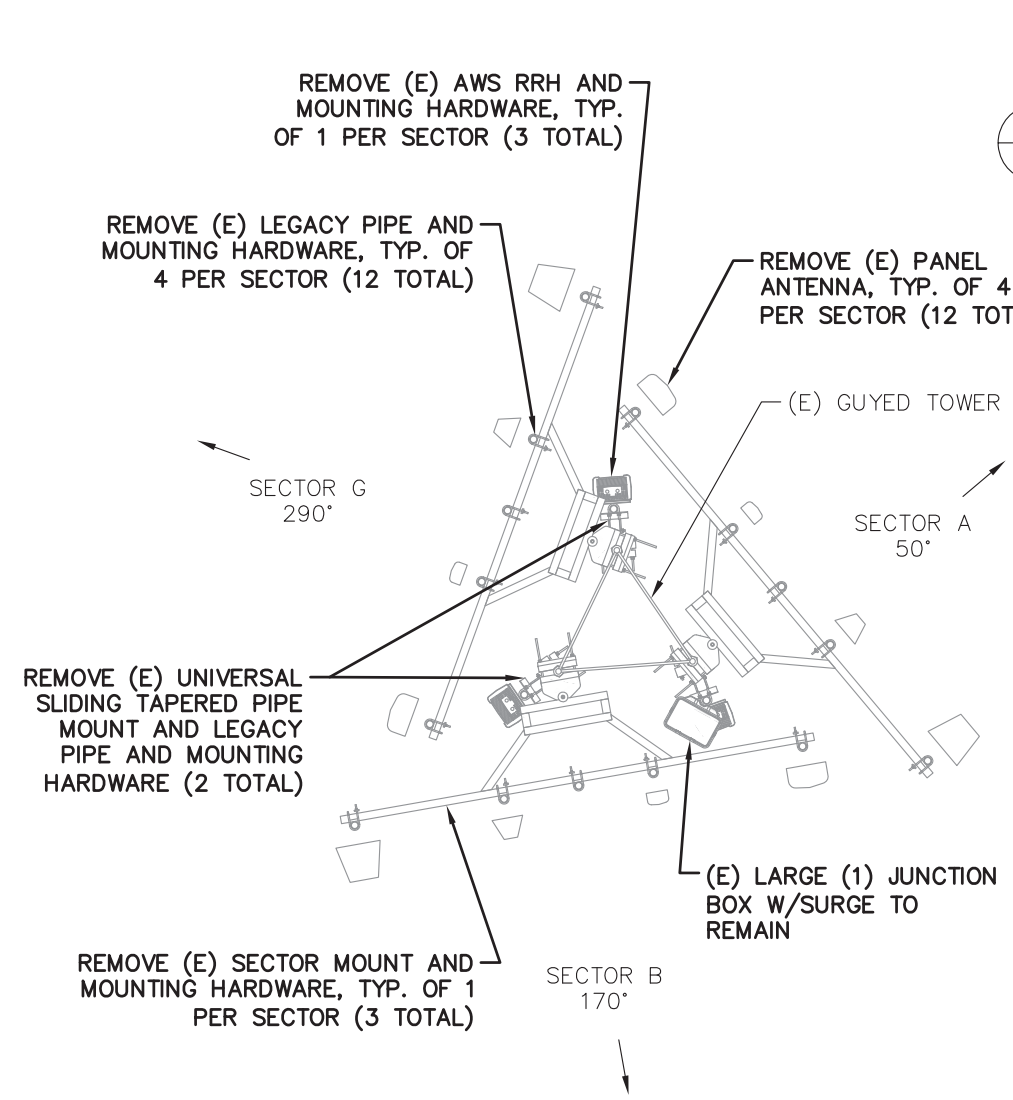 REMOVE (E) AWS RRH AND
MOUNTING HARDWARE, TYP.
OF 1 PER SECTOR (3 TOTAL)
REMOVE (E) LEGACY PIPE AND
MOUNTING HARDWARE, TYP. OF
4 PER SECTOR (12 TOTAL)
REMOVE (E) PANEL
ANTENNA, TYP. OF 4
PER SECTOR (12 TOT
(E) GUYED TOWER
SECTOR G
290°
SECTOR A
50°
REMOVE (E) UNIVERSAL
SLIDING TAPERED PIPE
MOUNT AND LEGACY
PIPE AND MOUNTING
HARDWARE (2 TOTAL)
(E) LARGE (1) JUNCTION
BOX W/SURGE TO
REMAIN
REMOVE (E) SECTOR MOUNT AND
MOUNTING HARDWARE, TYP. OF 1
PER SECTOR (3 TOTAL)
SECTOR B
170°